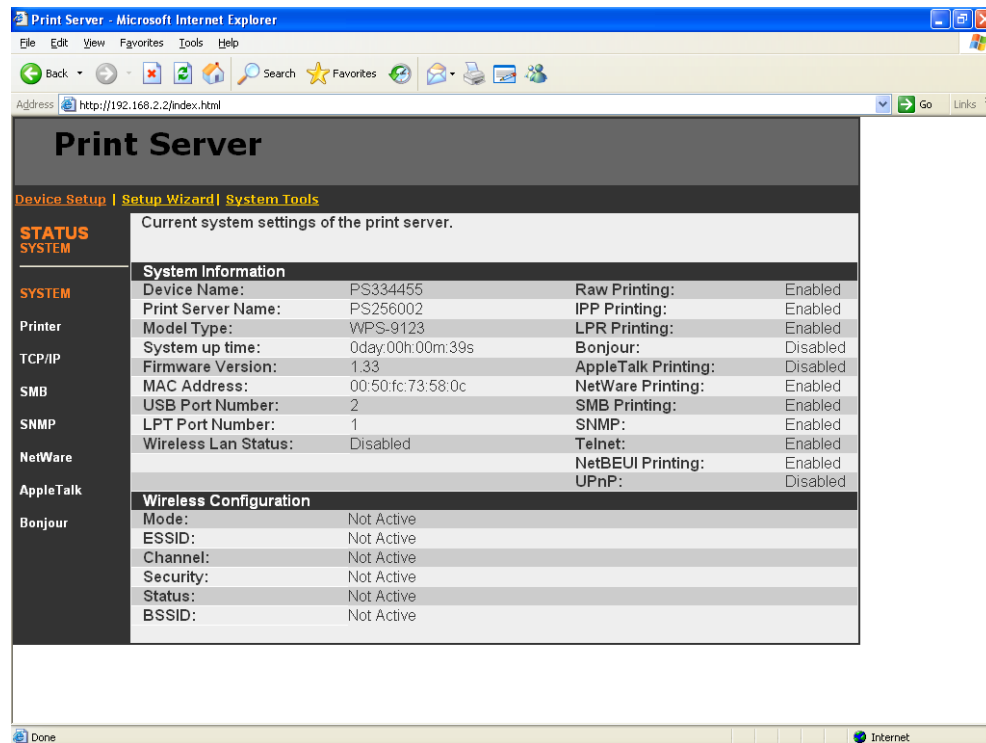 Print Server - Microsoft Internet Explorer
File Edit View Favorites Tools Help
Back Search Favorites
Address http://192.168.2.2/index.html Go Links
Print Server
Device Setup | Setup Wizard | System Tools
STATUS
SYSTEM
Current system settings of the print server.
SYSTEM
Printer
TCP/IP
SMB
SNMP
NetWare
AppleTalk
Bonjour
System Information
Device Name: PS334455 Raw Printing: Enabled
Print Server Name: PS256002 IPP Printing: Enabled
Model Type: WPS-9123 LPR Printing: Enabled
System up time: 0day:00h:00m:39s Bonjour: Disabled
Firmware Version: 1.33 AppleTalk Printing: Disabled
MAC Address: 00:50:fc:73:58:0c NetWare Printing: Enabled
USB Port Number: 2 SMB Printing: Enabled
LPT Port Number: 1 SNMP: Enabled
Wireless Lan Status: Disabled Telnet: Enabled
NetBEUI Printing: Enabled
UPnP: Disabled
Wireless Configuration
Mode: Not Active
ESSID: Not Active
Channel: Not Active
Security: Not Active
Status: Not Active
BSSID: Not Active
Done Internet